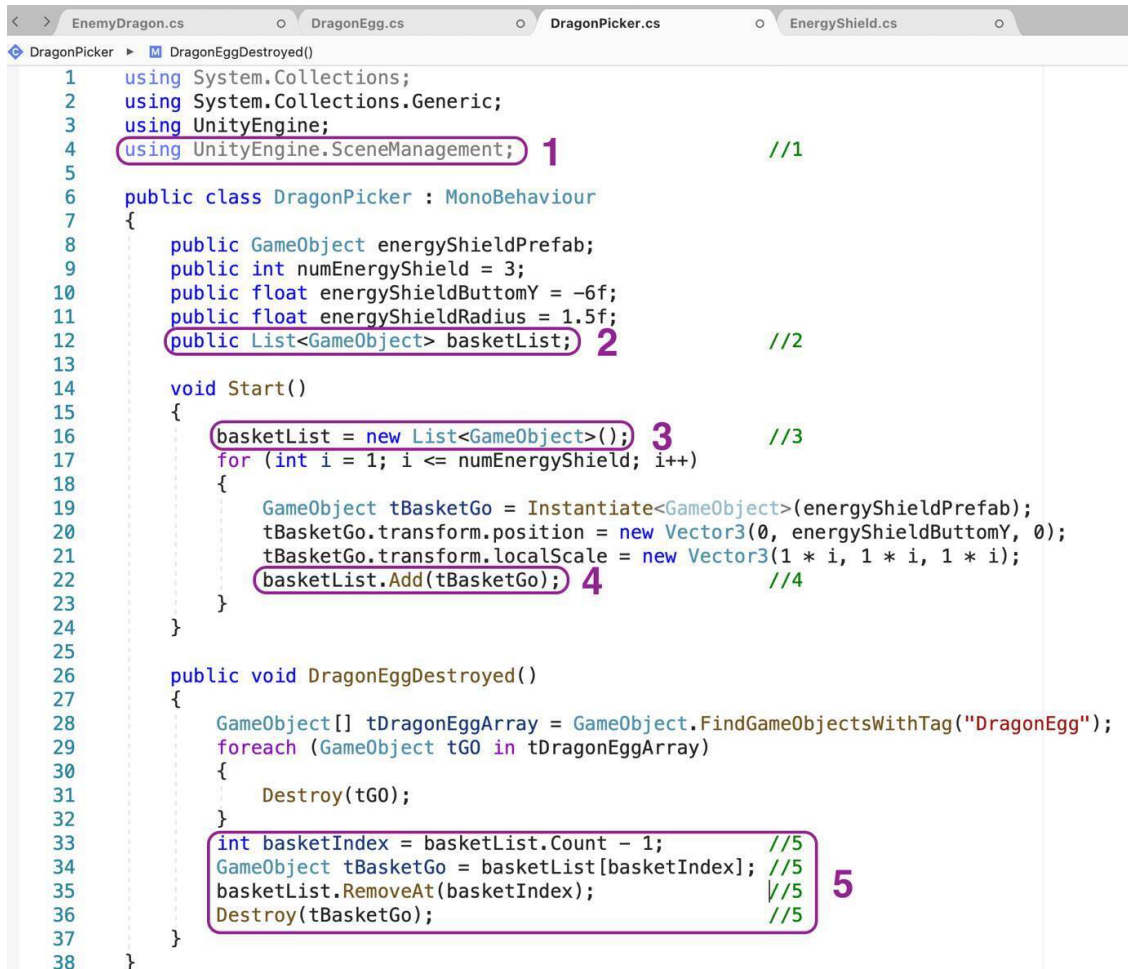 < > EnemyDragon.cs DragonEgg.cs DragonPicker.cs EnergyShield.cs
DragonPicker ▸ M DragonEggDestroyed()
1 using System.Collections;
2 using System.Collections.Generic;
3 using UnityEngine;
4 using UnityEngine.SceneManagement; 1 //1
5
6 public class DragonPicker : MonoBehaviour
7 {
8 public GameObject energyShieldPrefab;
9 public int numEnergyShield = 3;
10 public float energyShieldButtomY = -6f;
11 public float energyShieldRadius = 1.5f;
12 public List<GameObject> basketList; 2 //2
13
14 void Start()
15 {
16 basketList = new List<GameObject>(); 3 //3
17 for (int i = 1; i <= numEnergyShield; i++)
18 {
19 GameObject tBasketGo = Instantiate<GameObject>(energyShieldPrefab);
20 tBasketGo.transform.position = new Vector3(0, energyShieldButtomY, 0);
21 tBasketGo.transform.localScale = new Vector3(1 * i, 1 * i, 1 * i);
22 basketList.Add(tBasketGo); 4 //4
23 }
24 }
25
26 public void DragonEggDestroyed()
27 {
28 GameObject[] tDragonEggArray = GameObject.FindGameObjectsWithTag("DragonEgg");
29 foreach (GameObject tGO in tDragonEggArray)
30 {
31 Destroy(tGO);
32 }
33 int basketIndex = basketList.Count - 1; //5
34 GameObject tBasketGo = basketList[basketIndex]; //5
35 basketList.RemoveAt(basketIndex); //5 5
36 Destroy(tBasketGo); //5
37 }
38 }